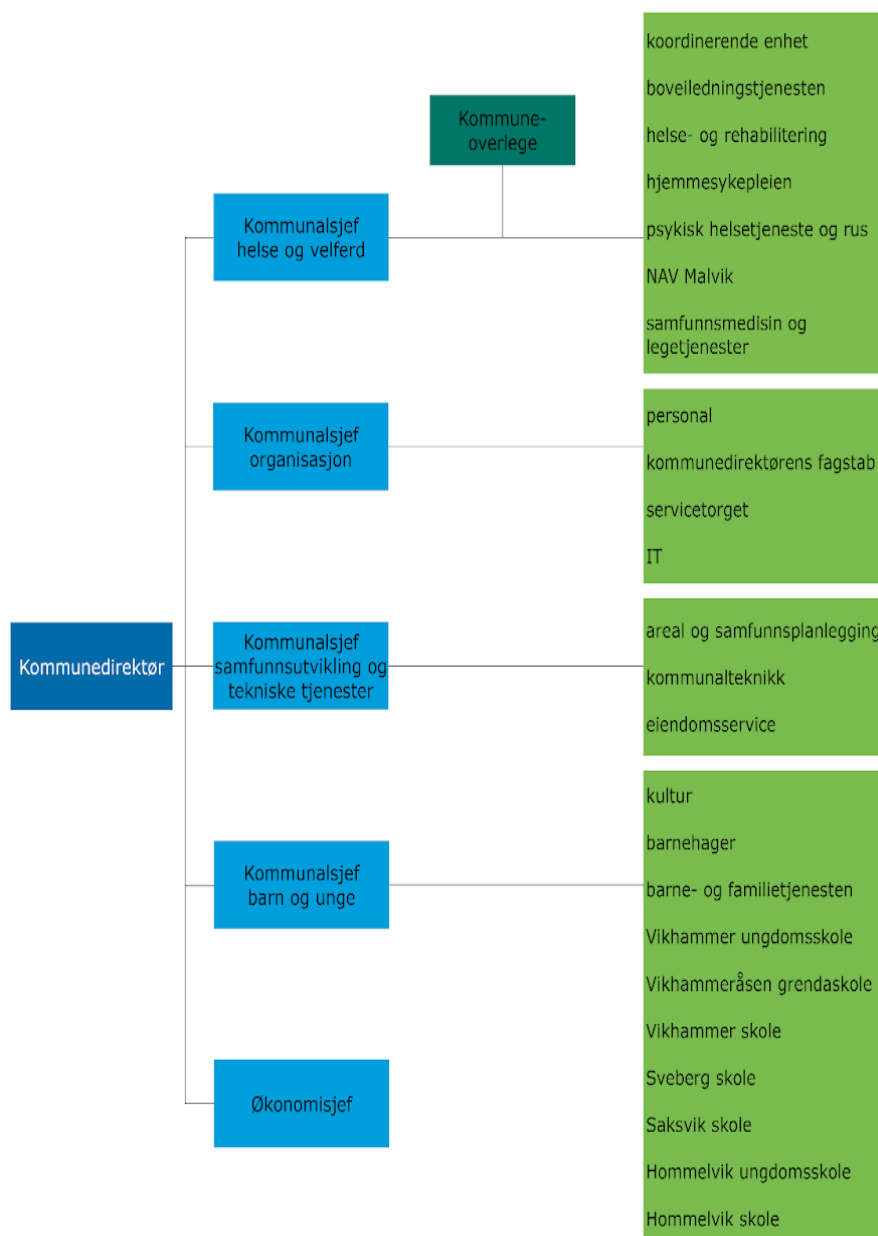 Kommunedirektør
Kommunalsjef
helse og velferd
Kommune-
overlege
koordinerende enhet
boveiledningstjenesten
helse- og rehabilitering
hjemmesykepleien
psykisk helsetjeneste og rus
NAV Malvik
samfunnsmedisin og
legetjenester
Kommunalsjef
organisasjon
personal
kommunedirektørens fagstab
servicetorget
IT
Kommunalsjef
samfunnsutvikling og
tekniske tjenester
areal og samfunnsplanlegging
kommunalteknikk
eiendomsservice
Kommunalsjef
barn og unge
kultur
barnehager
barne- og familietjenesten
Vikhammer ungdomsskole
Vikhammeråsen grendaskole
Vikhammer skole
Sveberg skole
Saksvik skole
Hommelvik ungdomsskole
Hommelvik skole
Økonomisjef